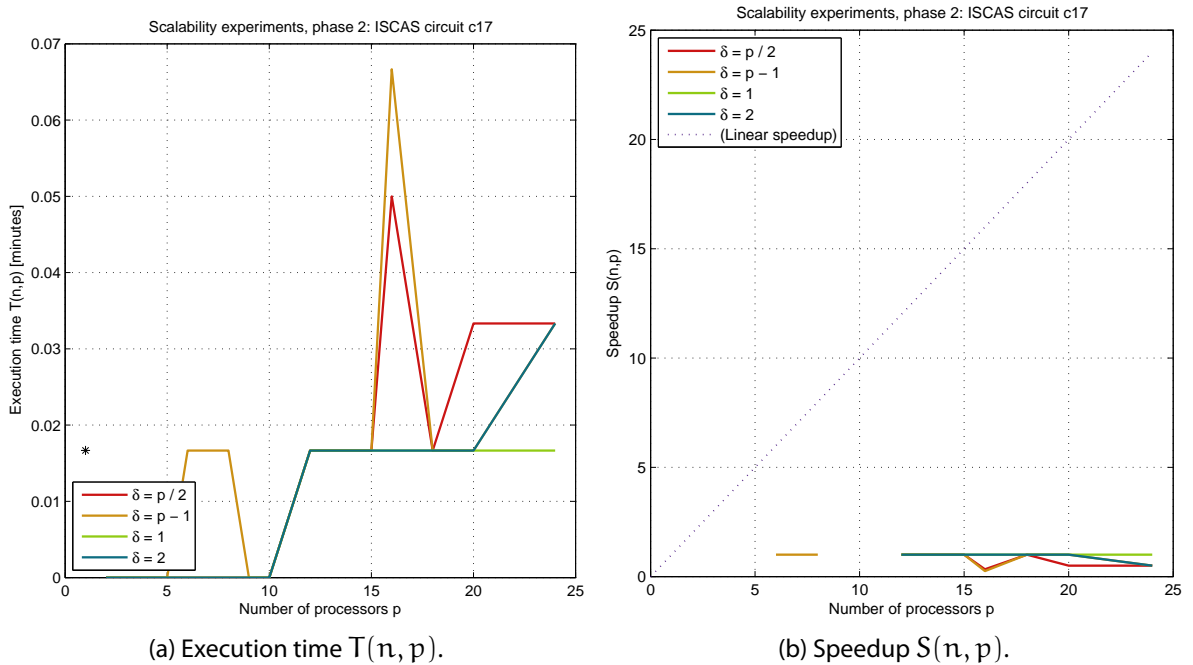 Scalability experiments, phase 2: ISCAS circuit c17
0.07
0.06
0.05
0.04
0.03
0.02
0.01
0
Execution time T(n,p) [minutes]
*
δ = p / 2
δ = p − 1
δ = 1
δ = 2
0 5 10 15 20 25
Number of processors p
(a) Execution time T(n, p).
Scalability experiments, phase 2: ISCAS circuit c17
25
20
15
10
5
0
Speedup S(n,p)
δ = p / 2
δ = p − 1
δ = 1
δ = 2
(Linear speedup)
0 5 10 15 20 25
Number of processors p
(b) Speedup S(n, p).